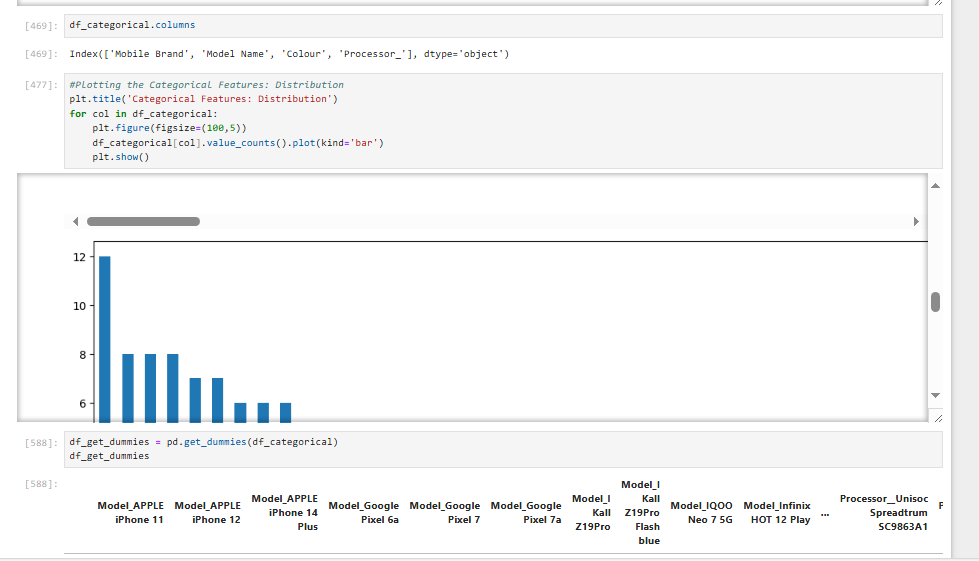 [469]: df_categorical.columns
[469]: Index(['Mobile Brand', 'Model Name', 'Colour', 'Processor_'], dtype='object')
[477]: #Plotting the Categorical Features: Distribution
plt.title('Categorical Features: Distribution')
for col in df_categorical:
    plt.figure(figsize=(100,5))
    df_categorical[col].value_counts().plot(kind='bar')
    plt.show()
12
10
8
6
[588]: df_get_dummies = pd.get_dummies(df_categorical)
df_get_dummies
[588]:
Model_APPLE iPhone 11
Model_APPLE iPhone 12
Model_APPLE iPhone 14 Plus
Model_Google Pixel 6a
Model_Google Pixel 7
Model_Google Pixel 7a
Model_I Kall Z19Pro
Model_I Kall Z19Pro Flash blue
Model_IQOO Neo 7 5G
Model_Infinix HOT 12 Play
...
Processor__Unisoc Spreadtrum SC9863A1